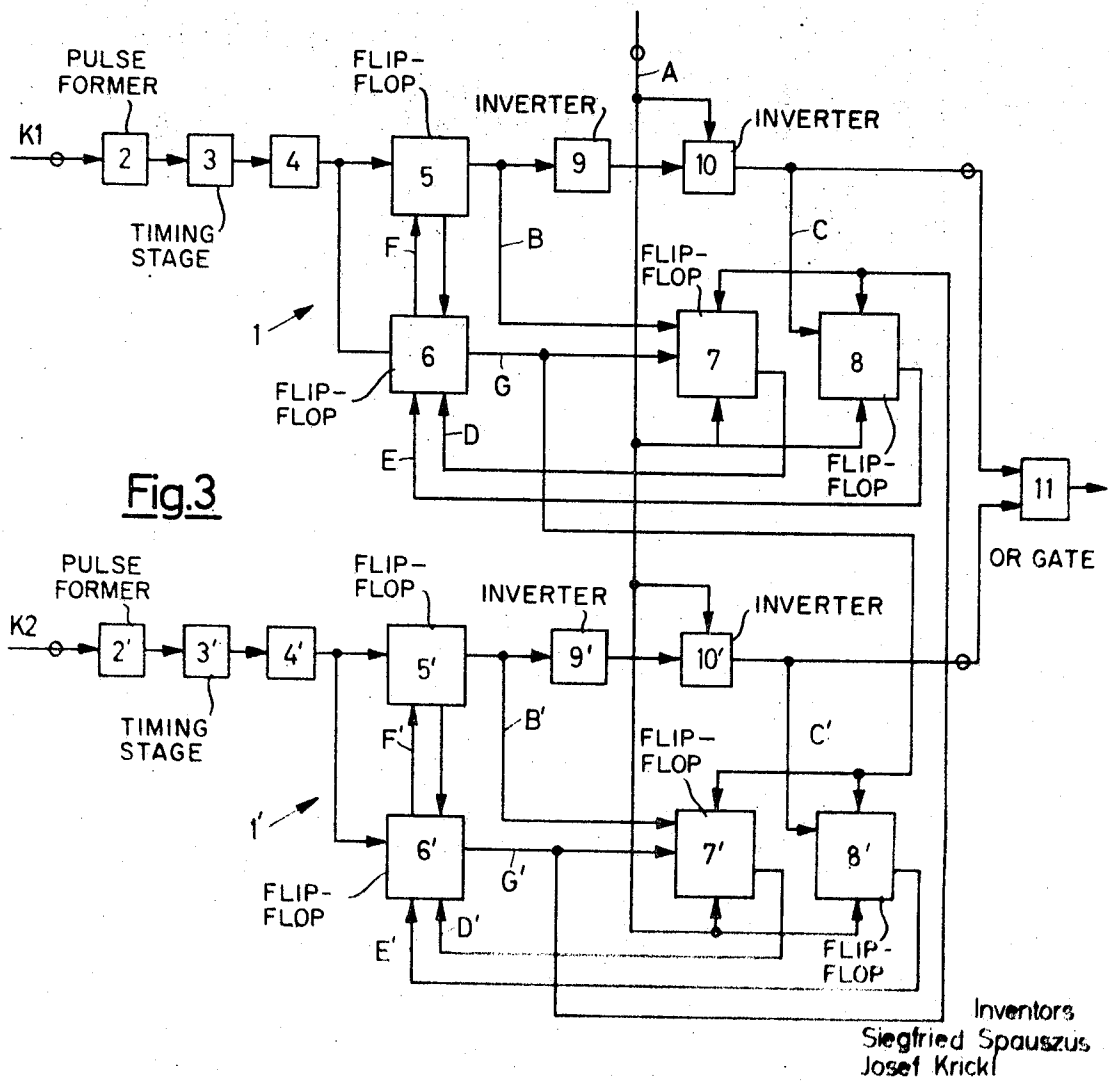 PULSE
FORMER
FLIP-
FLOP
A
INVERTER
INVERTER
K1
2
3
4
5
9
10
TIMING
STAGE
F
B
C
FLIP-
FLOP
1
6
G
7
8
FLIP-
FLOP
D
E
FLIP-
FLOP
Fig.3
11
OR GATE
PULSE
FORMER
FLIP-
FLOP
INVERTER
INVERTER
K2
2'
3'
4'
5'
9'
10'
TIMING
STAGE
F'
B'
C'
FLIP-
FLOP
1'
6'
G'
7'
8'
FLIP-
FLOP
D'
E'
FLIP-
FLOP
Inventors
Siegfried Spauszus
Josef Krickl